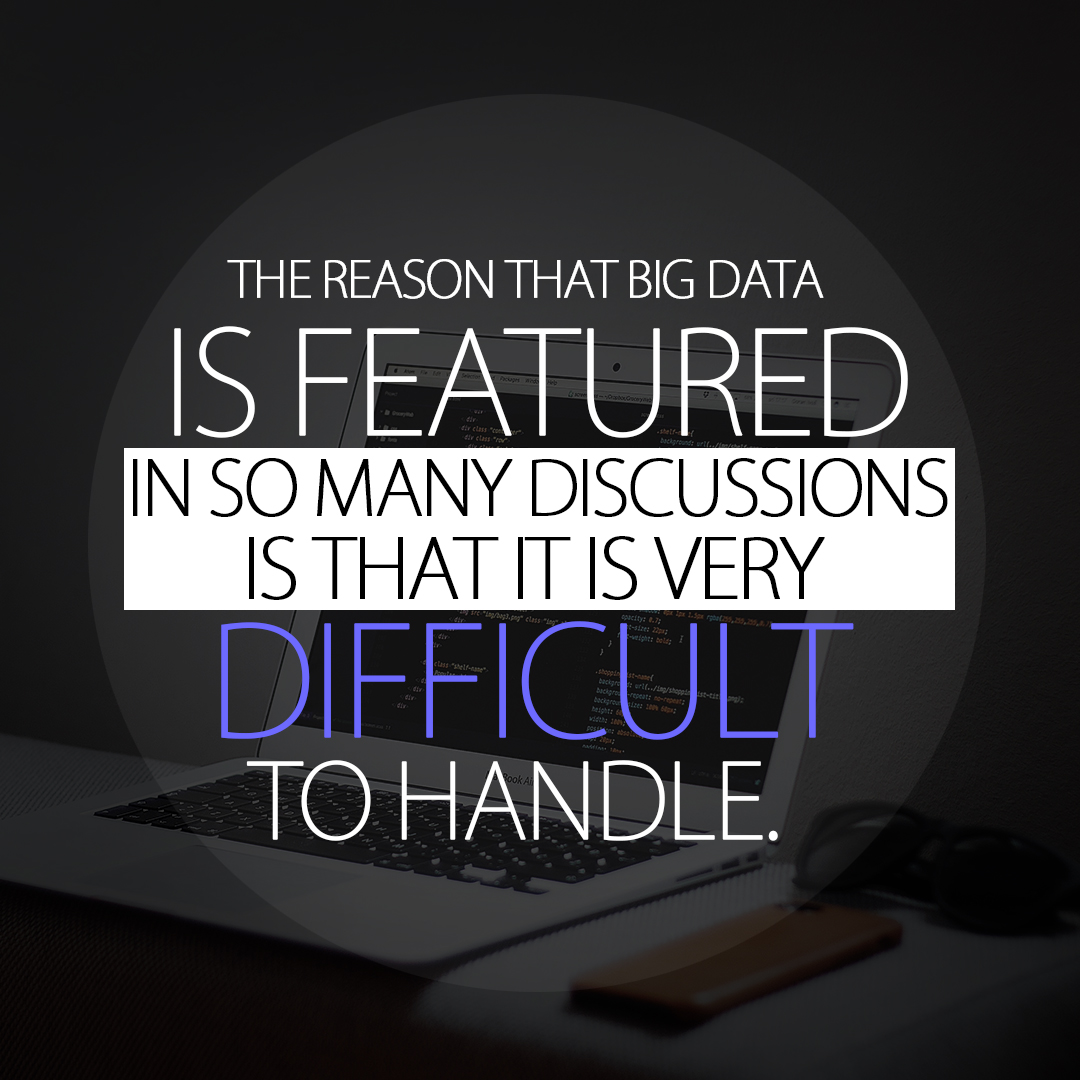 THE REASON THAT BIG DATA
IS FEATURED
IN SO MANY DISCUSSIONS
IS THAT IT IS VERY
DIFFICULT
TO HANDLE.